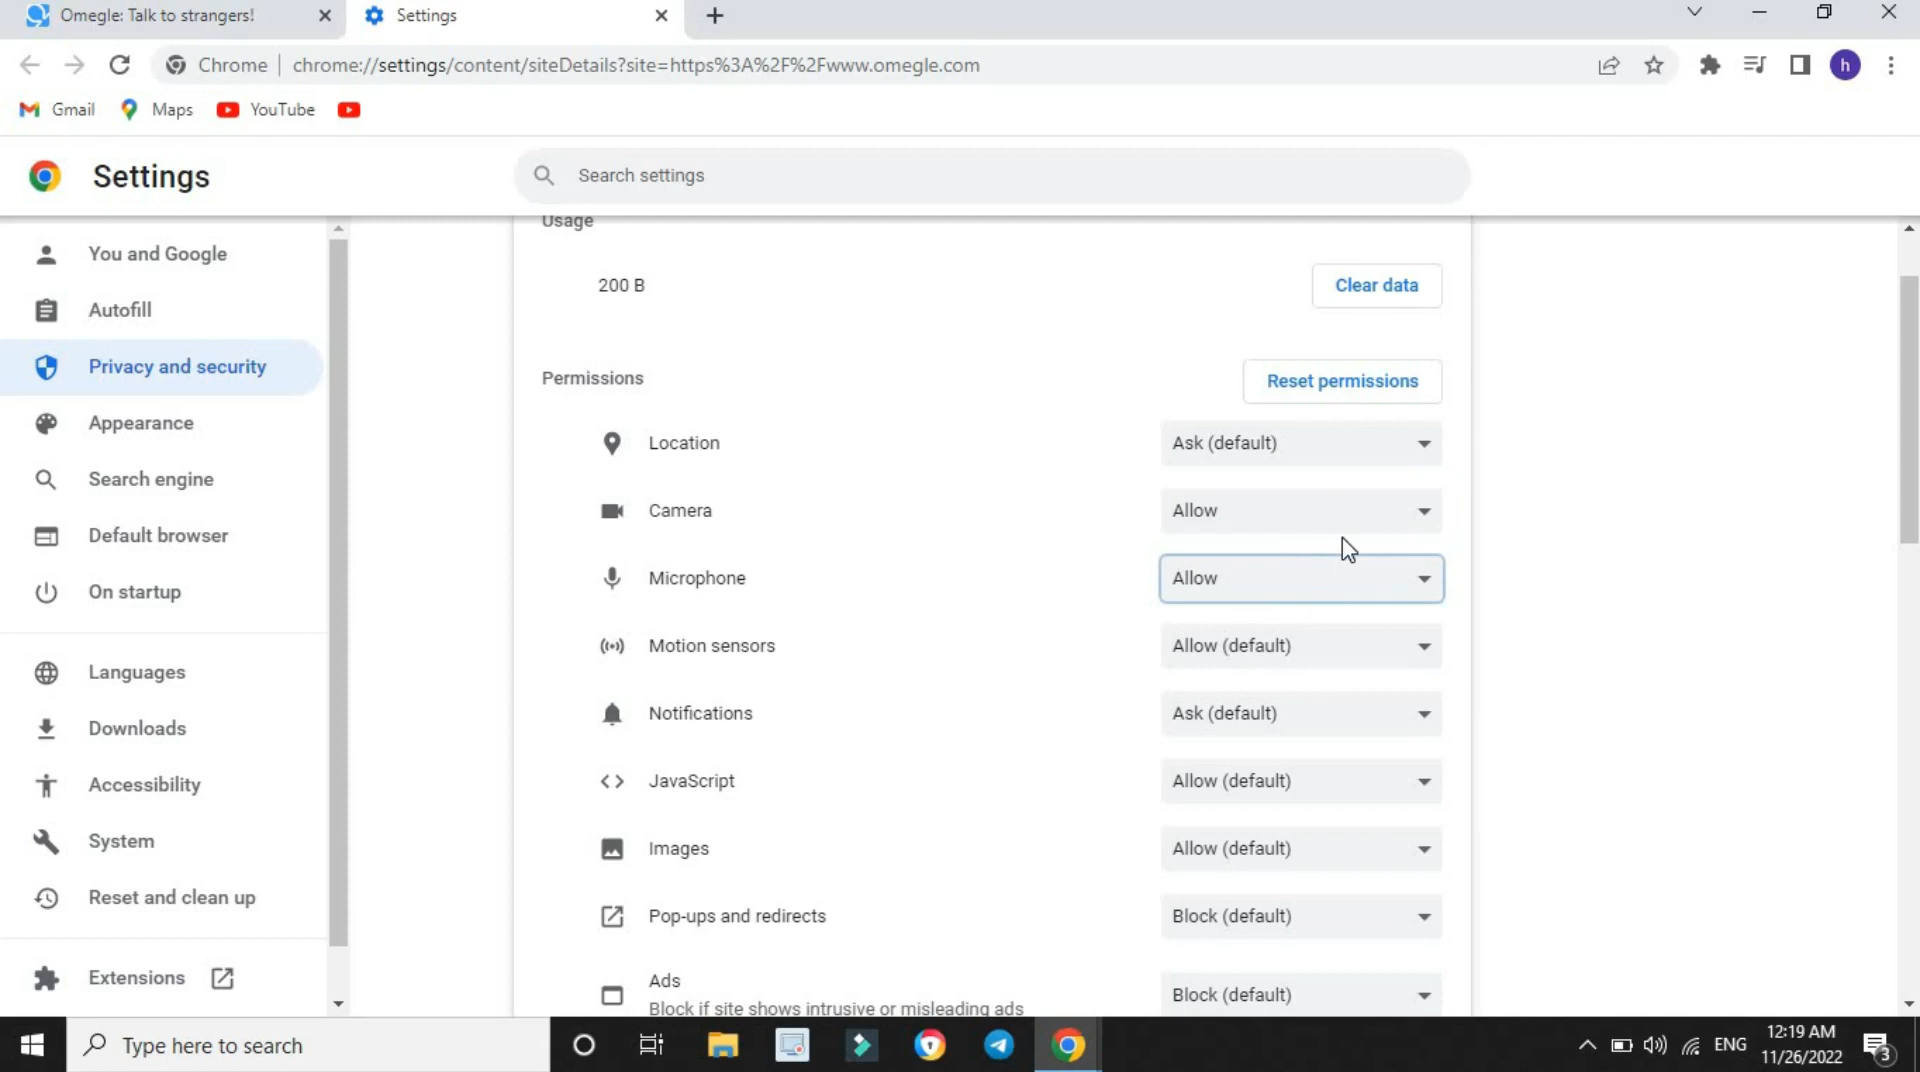 Omegle: Talk to strangers!
Settings
Chrome
chrome://settings/content/siteDetails?site=https%3A%2F%2Fwww.omegle.com
h
Gmail
Maps
YouTube
Settings
Search settings
You and Google
Autofill
Privacy and security
Appearance
Search engine
Default browser
On startup
Languages
Downloads
Accessibility
System
Reset and clean up
Extensions
Usage
200 B
Clear data
Permissions
Reset permissions
Location
Ask (default)
Camera
Allow
Microphone
Allow
Motion sensors
Allow (default)
Notifications
Ask (default)
JavaScript
Allow (default)
Images
Allow (default)
Pop-ups and redirects
Block (default)
Ads
Block if site shows intrusive or misleading ads
Block (default)
Type here to search
ENG
12:19 AM
11/26/2022
3